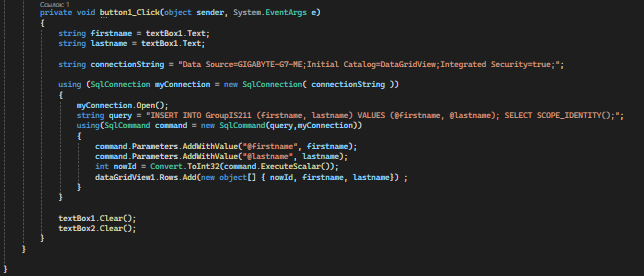 Ссылок: 1
private void button1_Click(object sender, System.EventArgs e)
{
string firstname = textBox1.Text;
string lastname = textBox1.Text;
string connectionString = "Data Source=GIGABYTE-G7-ME;Initial Catalog=DataGridView;Integrated Security=true;";
using (SqlConnection myConnection = new SqlConnection( connectionString ))
{
myConnection.Open();
string query = "INSERT INTO GroupIS211 (firstname, lastname) VALUES (@firstname, @lastname); SELECT SCOPE_IDENTITY();";
using(SqlCommand command = new SqlCommand(query,myConnection))
{
command.Parameters.AddWithValue("@firstname", firstname);
command.Parameters.AddWithValue("@lastname", lastname);
int nowId = Convert.ToInt32(command.ExecuteScalar());
dataGridView1.Rows.Add(new object[] { nowId, firstname, lastname}) ;
}
}
textBox1.Clear();
textBox2.Clear();
}
}
}